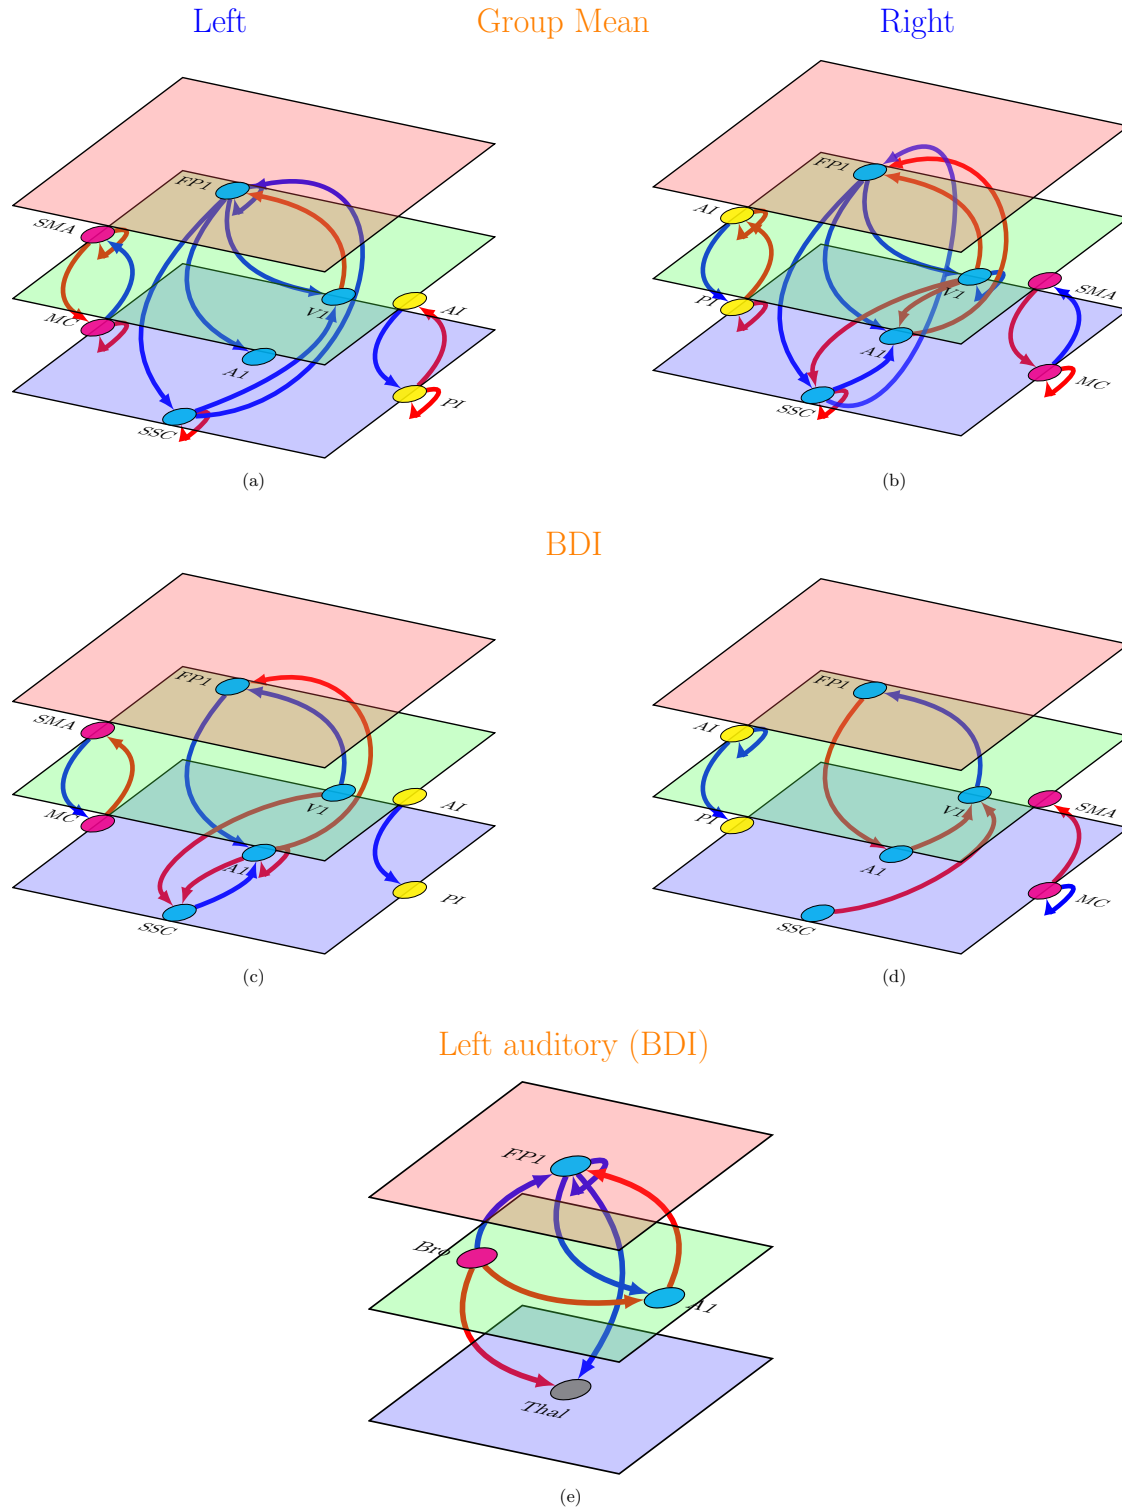 Left Group Mean Right
FP1
SMA
MC
V1
AI
A1
PI
SSC
(a)
FP1
AI
PI
V1
SMA
A1
MC
SSC
(b)
BDI
FP1
SMA
MC
V1
AI
A1
PI
SSC
(c)
FP1
AI
PI
V1
SMA
A1
MC
SSC
(d)
Left auditory (BDI)
FP1
Bro
A1
Thal
(e)